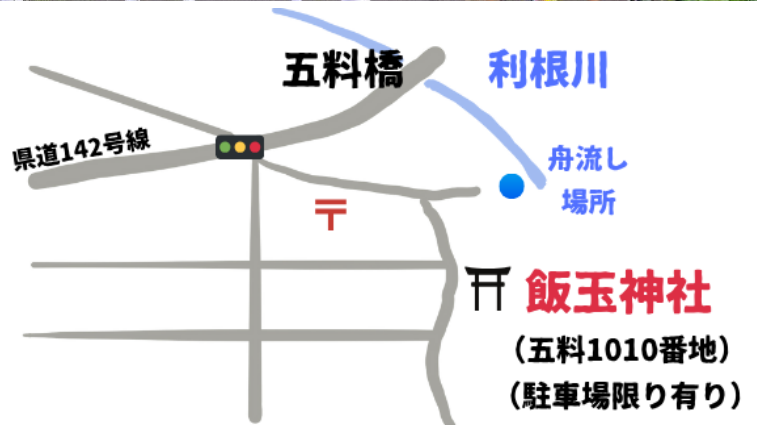 五料橋
利根川
県道142号線
舟流し
場所
〒
飯玉神社
（五料1010番地）
（駐車場限り有り）